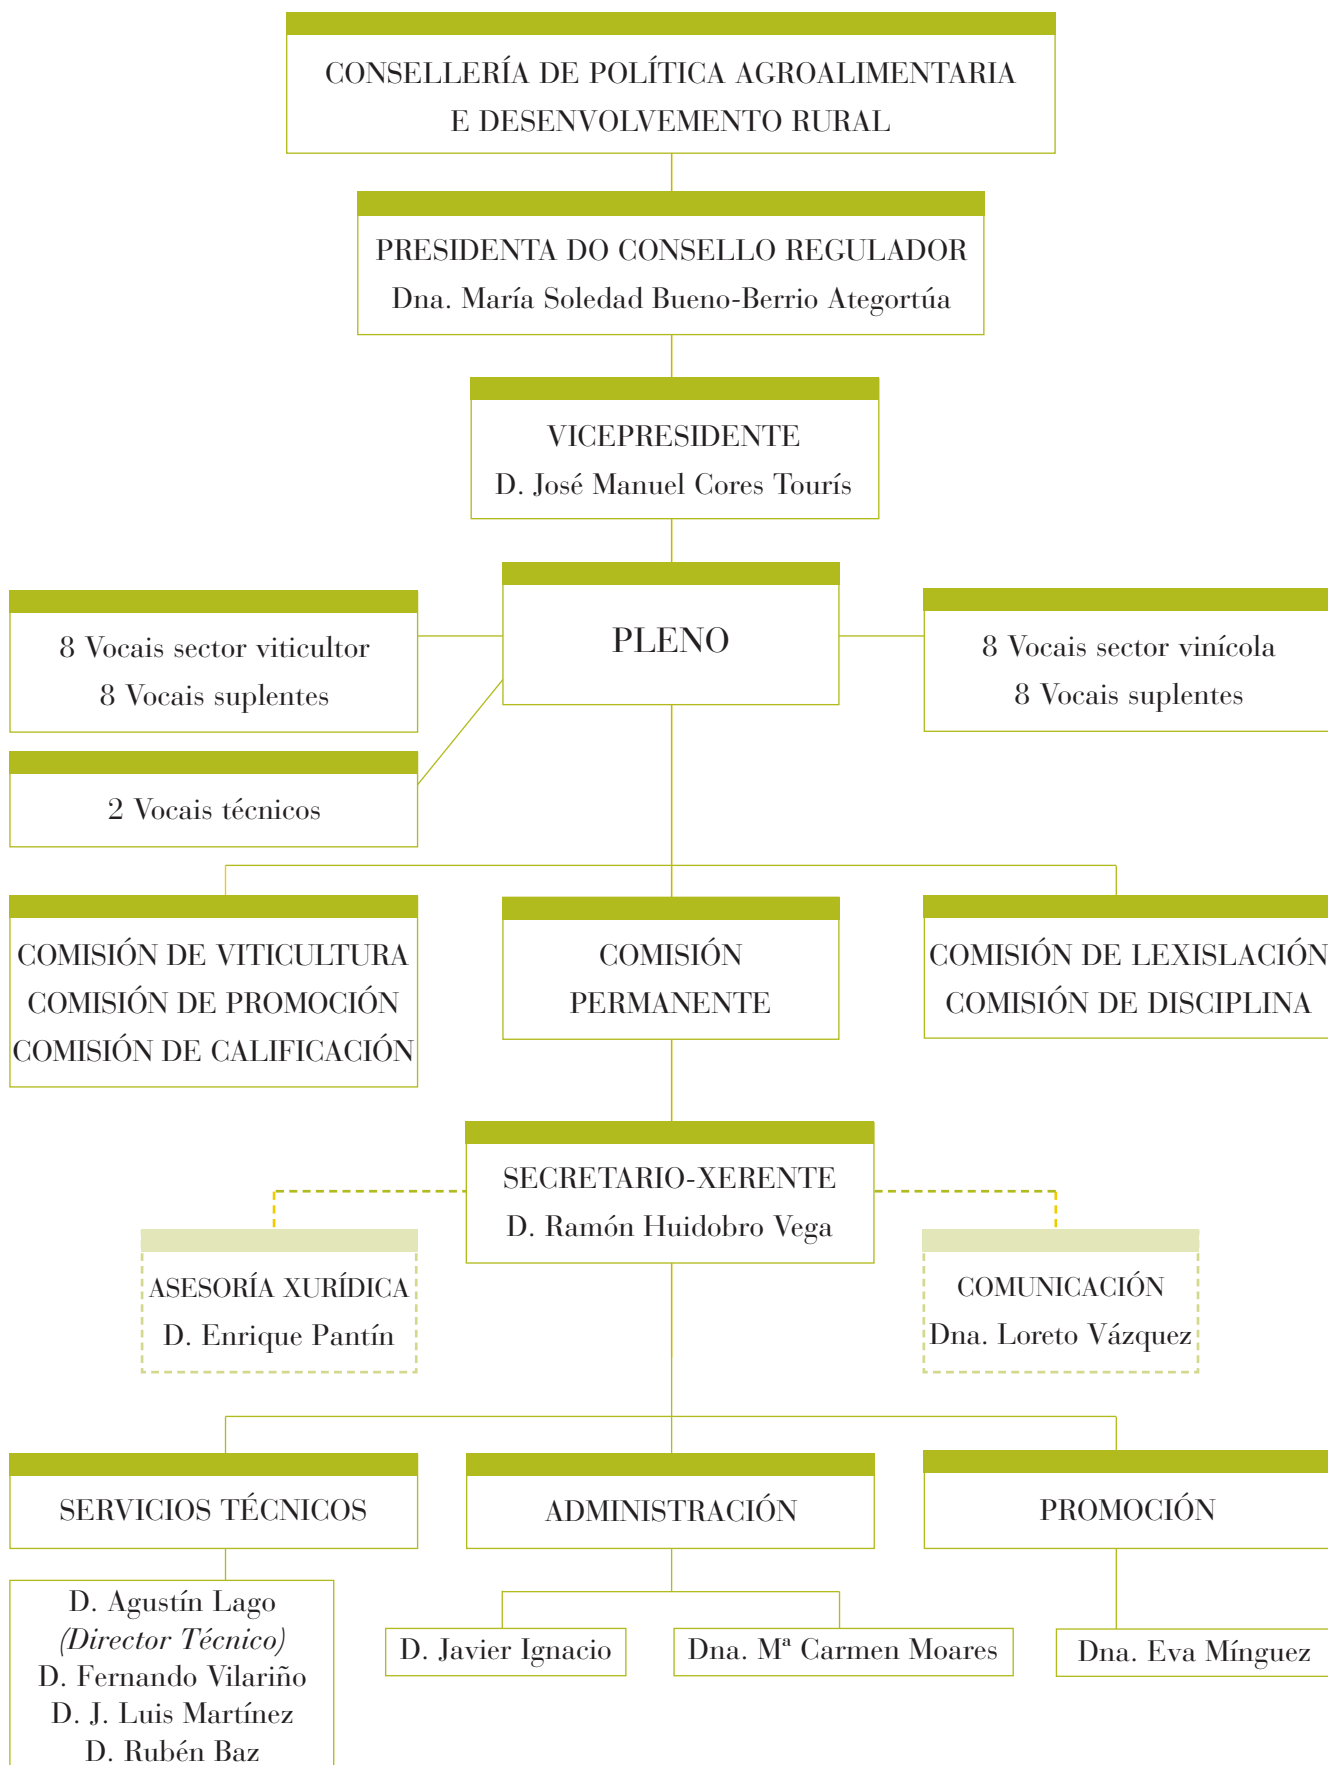 CONSELLERÍA DE POLÍTICA AGROALIMENTARIA
E DESENVOLVEMENTO RURAL
PRESIDENTA DO CONSELLO REGULADOR
Dna. María Soledad Bueno-Berrio Ategortúa
VICEPRESIDENTE
D. José Manuel Cores Tourís
PLENO
8 Vocais sector viticultor
8 Vocais suplentes
8 Vocais sector vinícola
8 Vocais suplentes
2 Vocais técnicos
COMISIÓN DE VITICULTURA
COMISIÓN DE PROMOCIÓN
COMISIÓN DE CALIFICACIÓN
COMISIÓN
PERMANENTE
COMISIÓN DE LEXISLACIÓN
COMISIÓN DE DISCIPLINA
SECRETARIO-XERENTE
D. Ramón Huidobro Vega
ASESORÍA XURÍDICA
D. Enrique Pantín
COMUNICACIÓN
Dna. Loreto Vázquez
SERVICIOS TÉCNICOS
ADMINISTRACIÓN
PROMOCIÓN
D. Agustín Lago
(Director Técnico)
D. Fernando Vilariño
D. J. Luis Martínez
D. Rubén Baz
D. Javier Ignacio
Dna. Mª Carmen Moares
Dna. Eva Mínguez